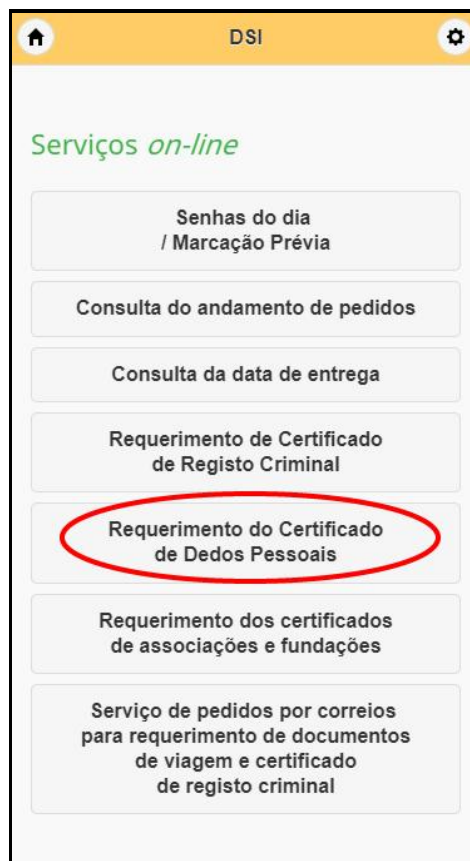 DSI
Serviços on-line
Senhas do dia
/ Marcação Prévia
Consulta do andamento de pedidos
Consulta da data de entrega
Requerimento de Certificado
de Registo Criminal
Requerimento do Certificado
de Dedos Pessoais
Requerimento dos certificados
de associações e fundações
Serviço de pedidos por correios
para requerimento de documentos
de viagem e certificado
de registo criminal